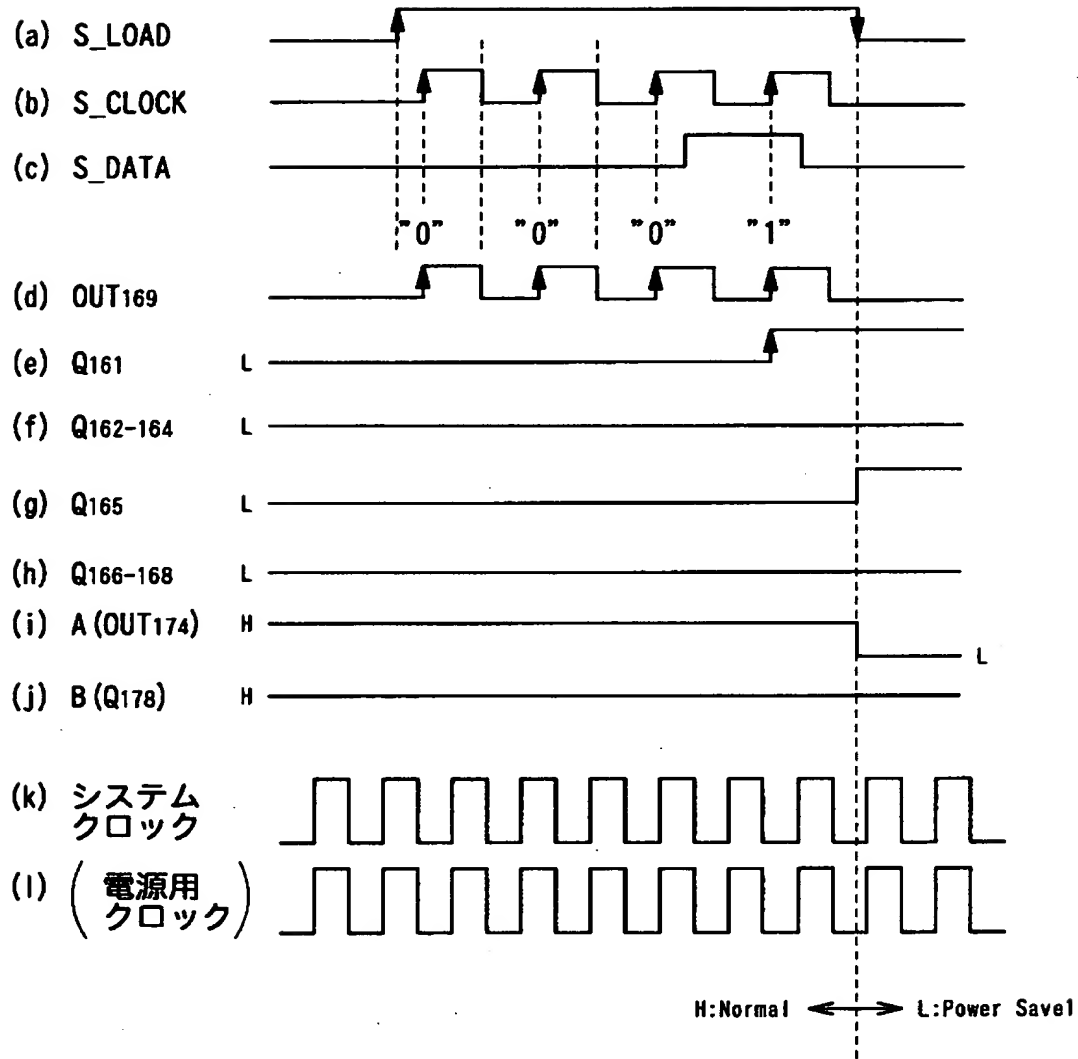 (a) S_LOAD
(b) S_CLOCK
(c) S_DATA
"0" "0" "0" "1"
(d) OUT169
(e) Q161 L
(f) Q162-164 L
(g) Q165 L
(h) Q166-168 L
(i) A(OUT174) H L
(j) B(Q178) H
(k) システム
クロック
(l) (電源用
クロック)
H:Normal L:Power Save1